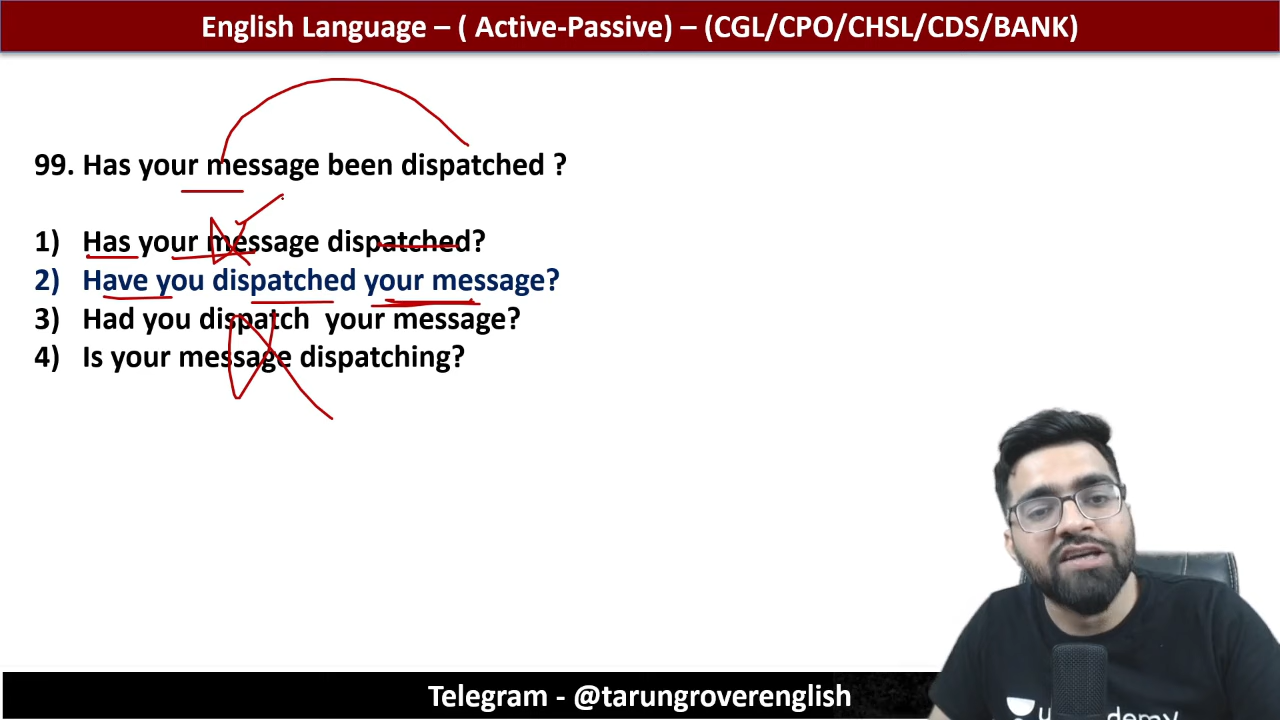 English Language – ( Active-Passive) – (CGL/CPO/CHSL/CDS/BANK)
99. Has your message been dispatched ?
1) Has your message dispatched?
2) Have you dispatched your message?
3) Had you dispatch your message?
4) Is your message dispatching?
Telegram - @tarungroverenglish